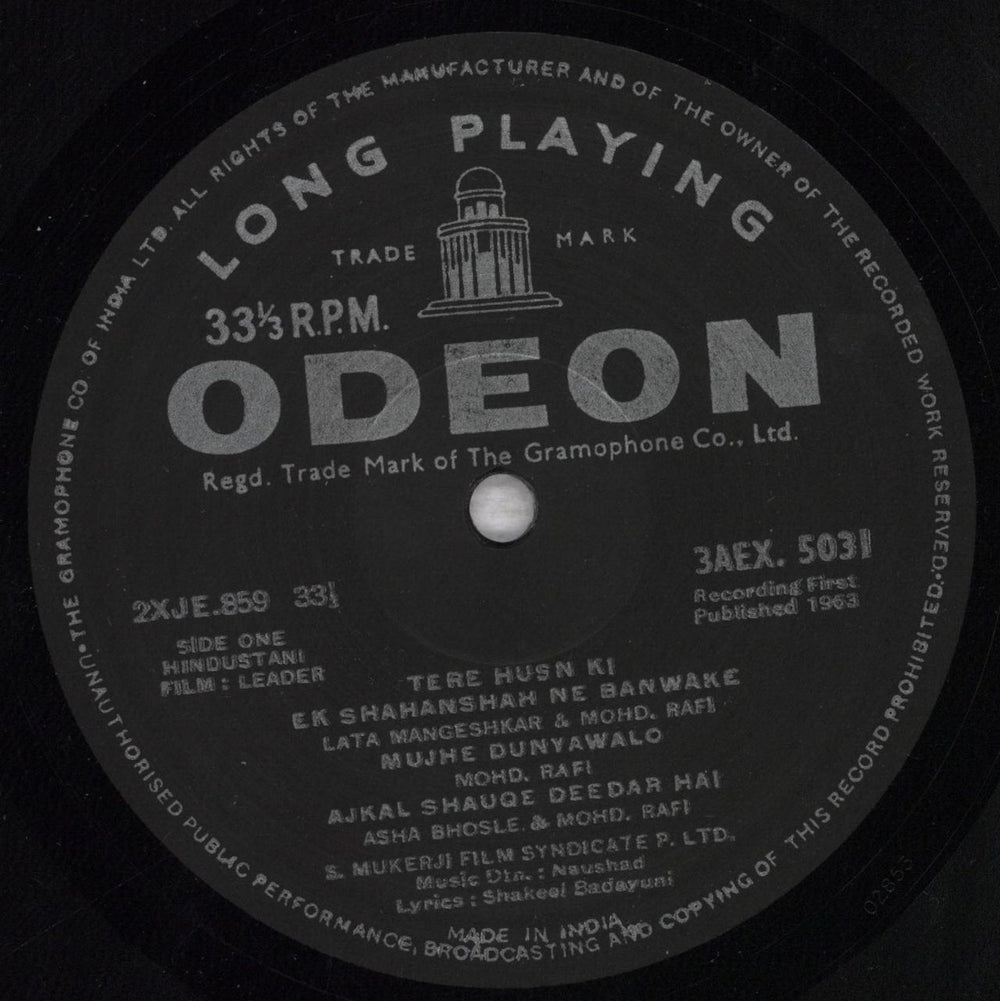 THE GRAMOPHONE CO. OF INDIA LTD. ALL RIGHTS OF THE MANUFACTURER AND OF THE OWNER OF THE RECORDED WORK RESERVED•
LONG PLAYING
TRADE MARK
33⅓ R.P.M.
ODEON
Regd. Trade Mark of The Gramophone Co., Ltd.
3AEX. 5031
Recording First
Published 1963
2XJE.859 33⅓
SIDE ONE
HINDUSTANI
FILM : LEADER
TERE HUSN KI
EK SHAHANSHAH NE BANWAKE
LATA MANGESHKAR & MOHD. RAFI
MUJHE DUNYAWALO
MOHD. RAFI
AJKAL SHAUQE DEEDAR HAI
ASHA BHOSLE. & MOHD. RAFI
S. MUKERJI FILM SYNDICATE P. LTD.
Music Dirn. : Naushad
Lyrics : Shakeel Badayuni
MADE IN INDIA
UNAUTHORISED PUBLIC PERFORMANCE, BROADCASTING AND COPYING OF THIS RECORD PROHIBITED•